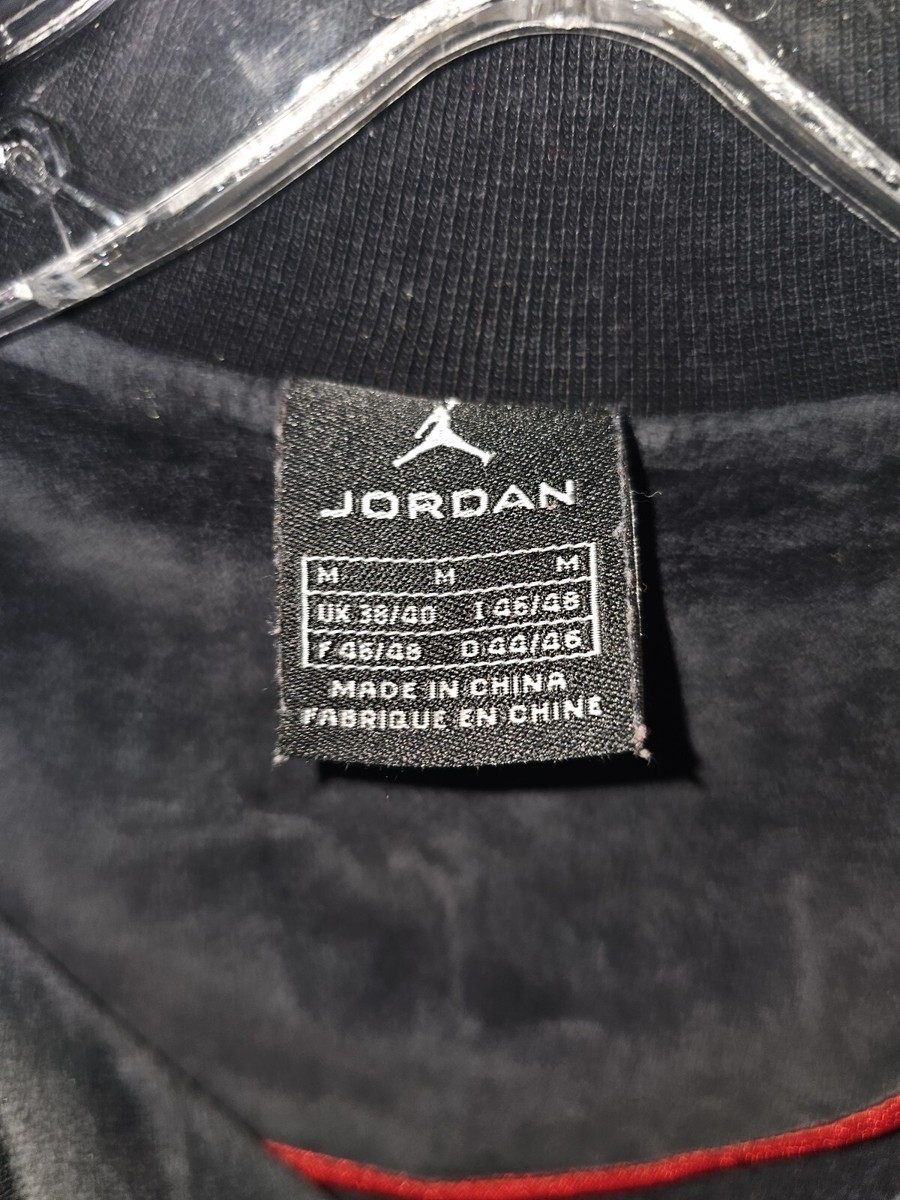 JORDAN
M M M
UK 38/40 I 46/48
F 46/48 D 44/46
MADE IN CHINA
FABRIQUE EN CHINE